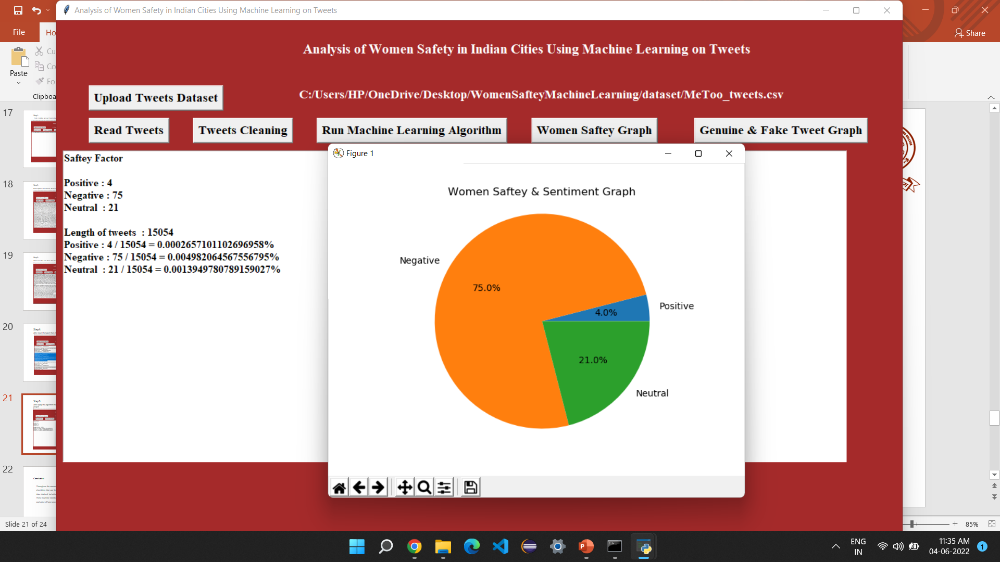 Analysis of Women Safety in Indian Cities Using Machine Learning on Tweets
File
Ho
Share
Cu
Co
Fo
Paste
Clipboa
Analysis of Women Safety in Indian Cities Using Machine Learning on Tweets
Upload Tweets Dataset
C:/Users/HP/OneDrive/Desktop/WomenSafteyMachineLearning/dataset/MeToo_tweets.csv
Read Tweets
Tweets Cleaning
Run Machine Learning Algorithm
Women Saftey Graph
Genuine & Fake Tweet Graph
Saftey Factor
Positive : 4
Negative : 75
Neutral : 21
Length of tweets : 15054
Positive : 4 / 15054 = 0.00026571011026969​58%
Negative : 75 / 15054 = 0.004982064567556795%
Neutral : 21 / 15054 = 0.0013949780789159027%
Figure 1
Women Saftey & Sentiment Graph
Negative
75.0%
Positive
4.0%
21.0%
Neutral
17
18
19
20
21
22
Step4:
Step5:
Conclusion:
Slide 21 of 24
85%
ENG
IN
11:35 AM
04-06-2022
1